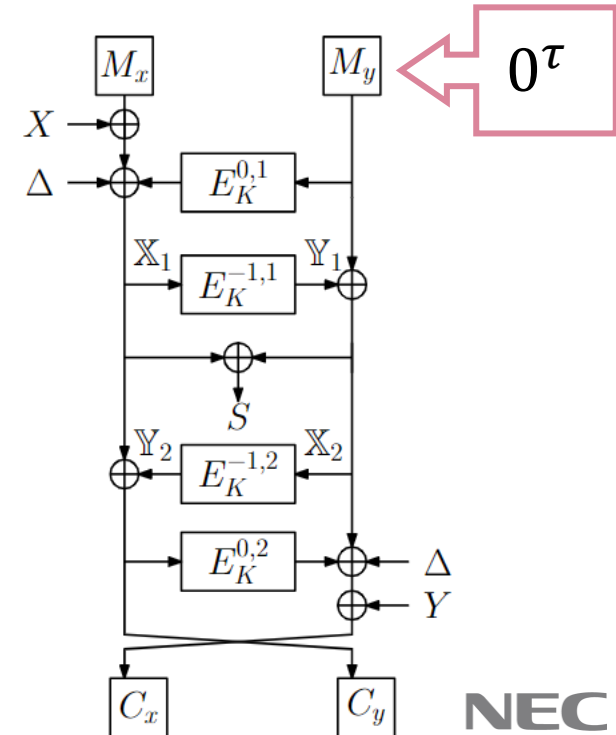 M_x M_y 0^τ
X
Δ E_K^{0,1}
𝕏_1 E_K^{-1,1} 𝕐_1
S
𝕐_2 E_K^{-1,2} 𝕏_2
E_K^{0,2} Δ
Y
C_x C_y NEC